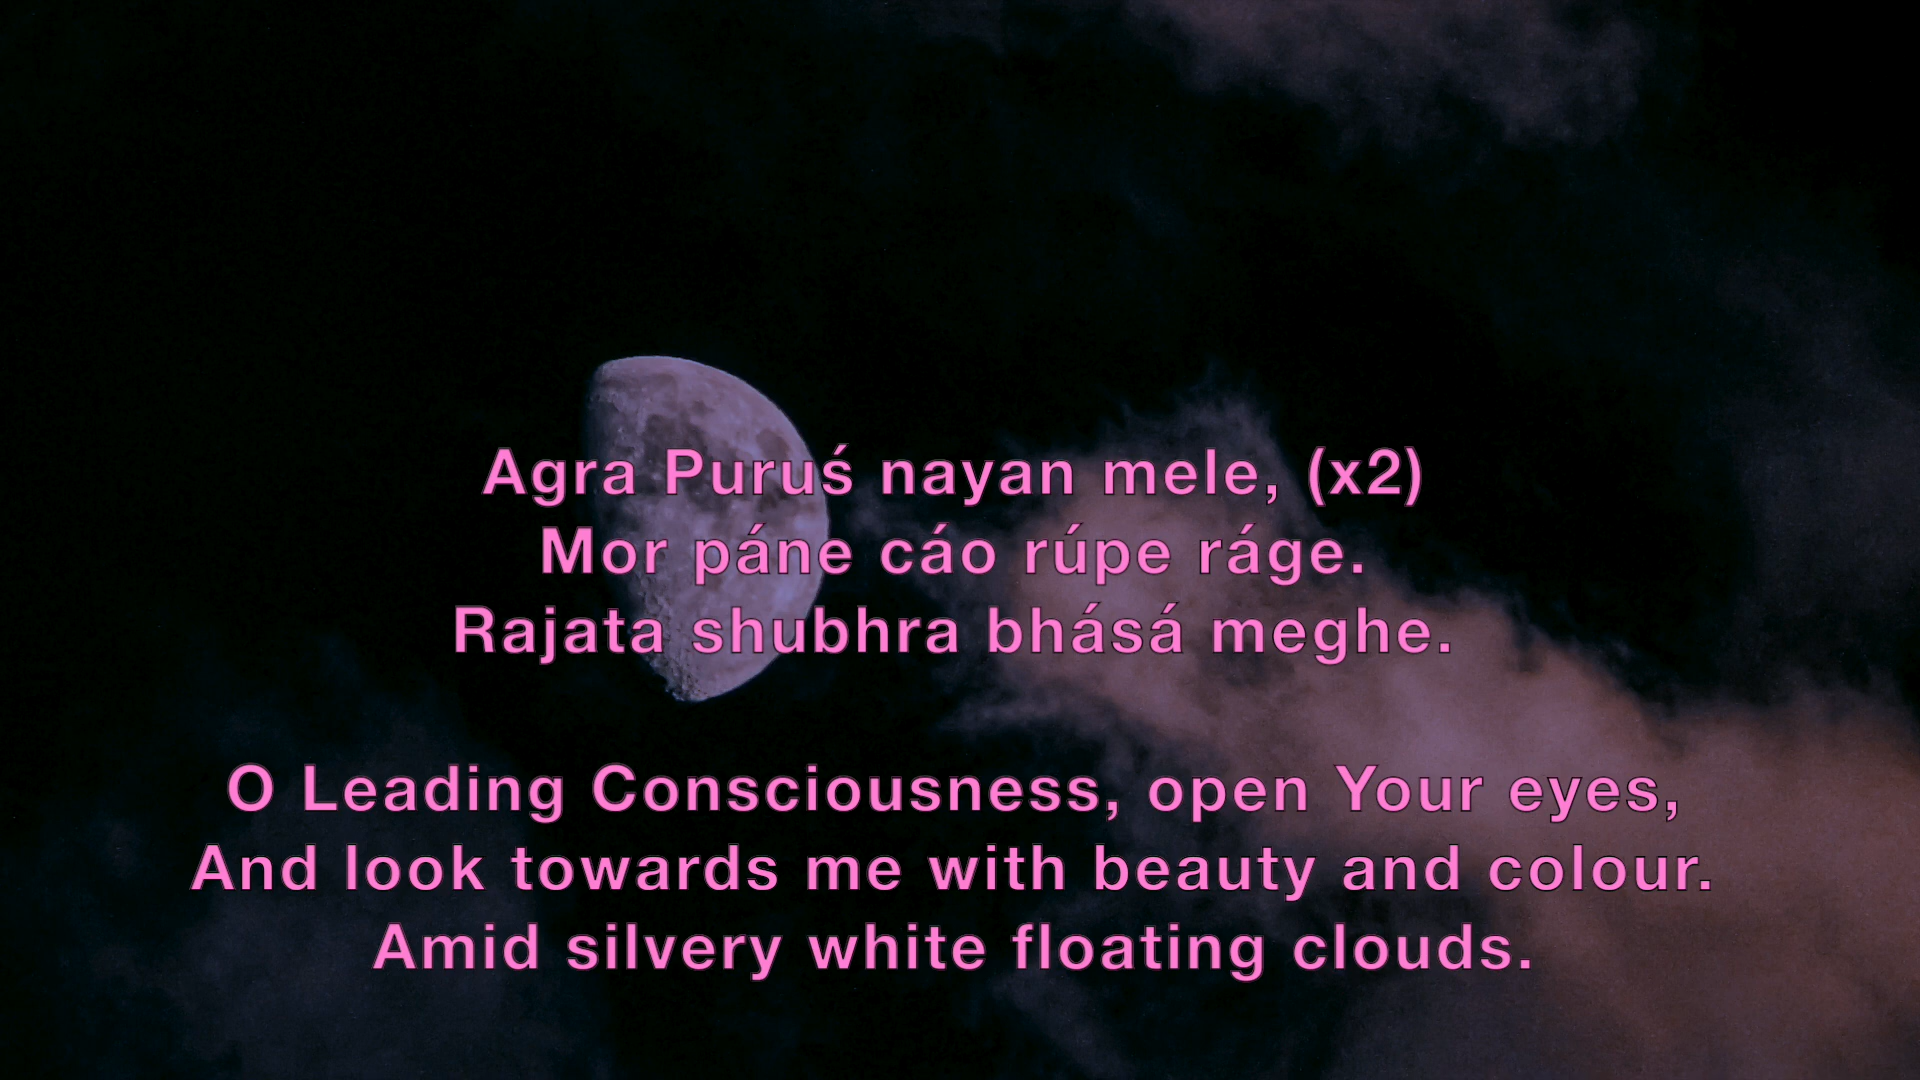 Agra Puruś nayan mele, (x2)
Mor páne cáo rúpe ráge.
Rajata shubhra bhásá meghe.
O Leading Consciousness, open Your eyes,
And look towards me with beauty and colour.
Amid silvery white floating clouds.